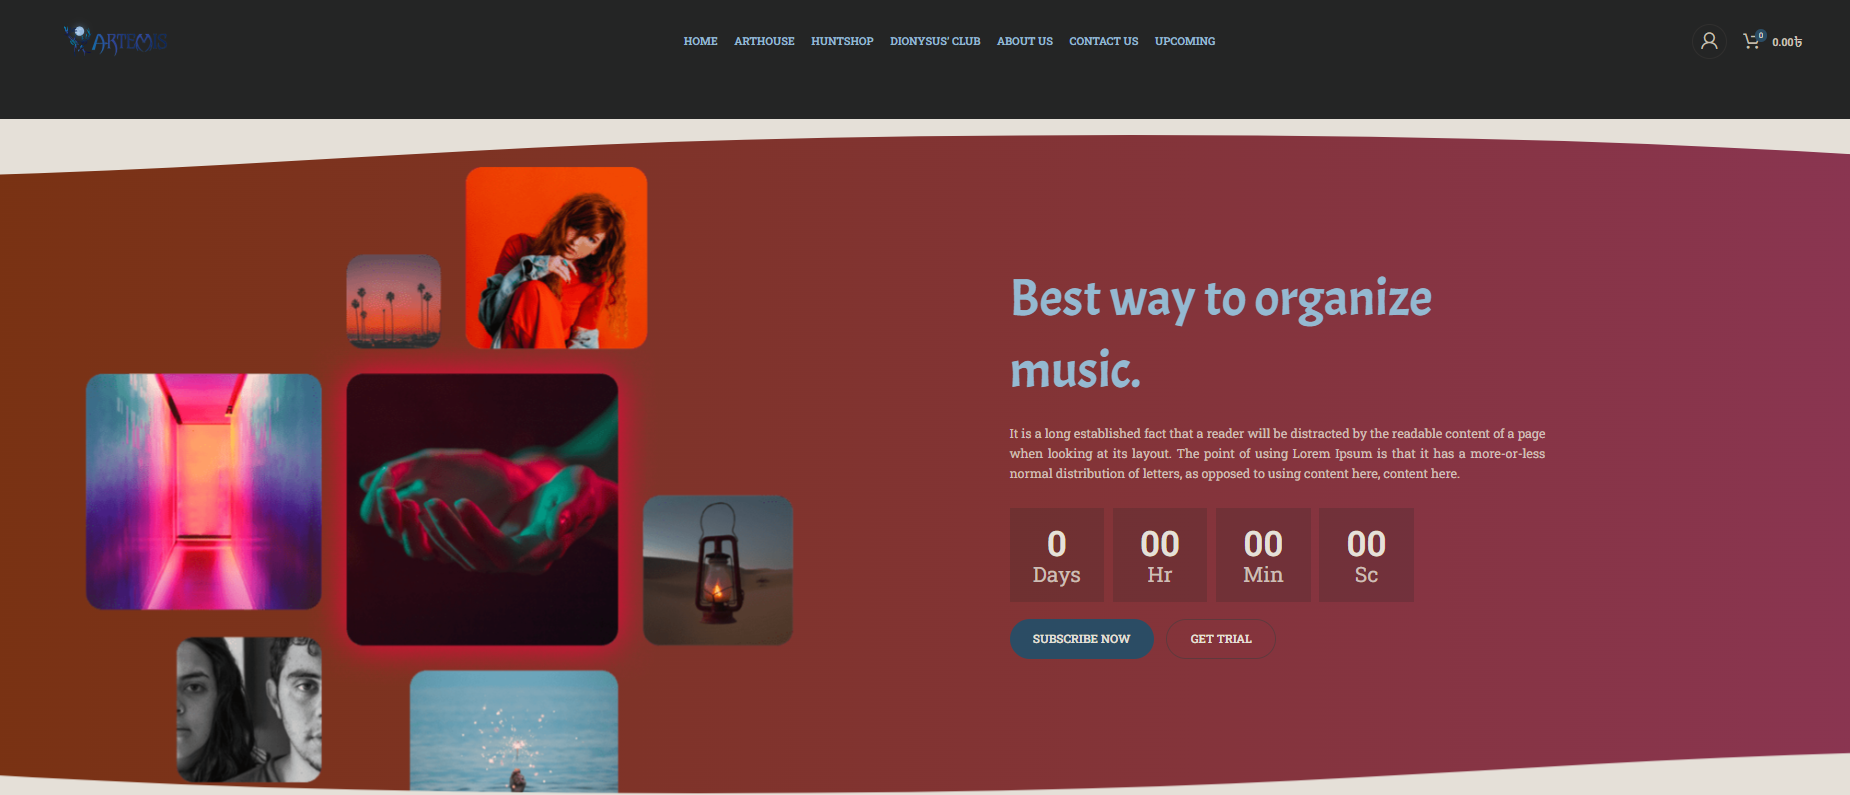 ARTEMIS
HOME ARTHOUSE HUNTSHOP DIONYSUS' CLUB ABOUT US CONTACT US UPCOMING
0
0.00৳
Best way to organize
music.
It is a long established fact that a reader will be distracted by the readable content of a page
when looking at its layout. The point of using Lorem Ipsum is that it has a more-or-less
normal distribution of letters, as opposed to using content here, content here.
0 00 00 00
Days Hr Min Sc
SUBSCRIBE NOW GET TRIAL